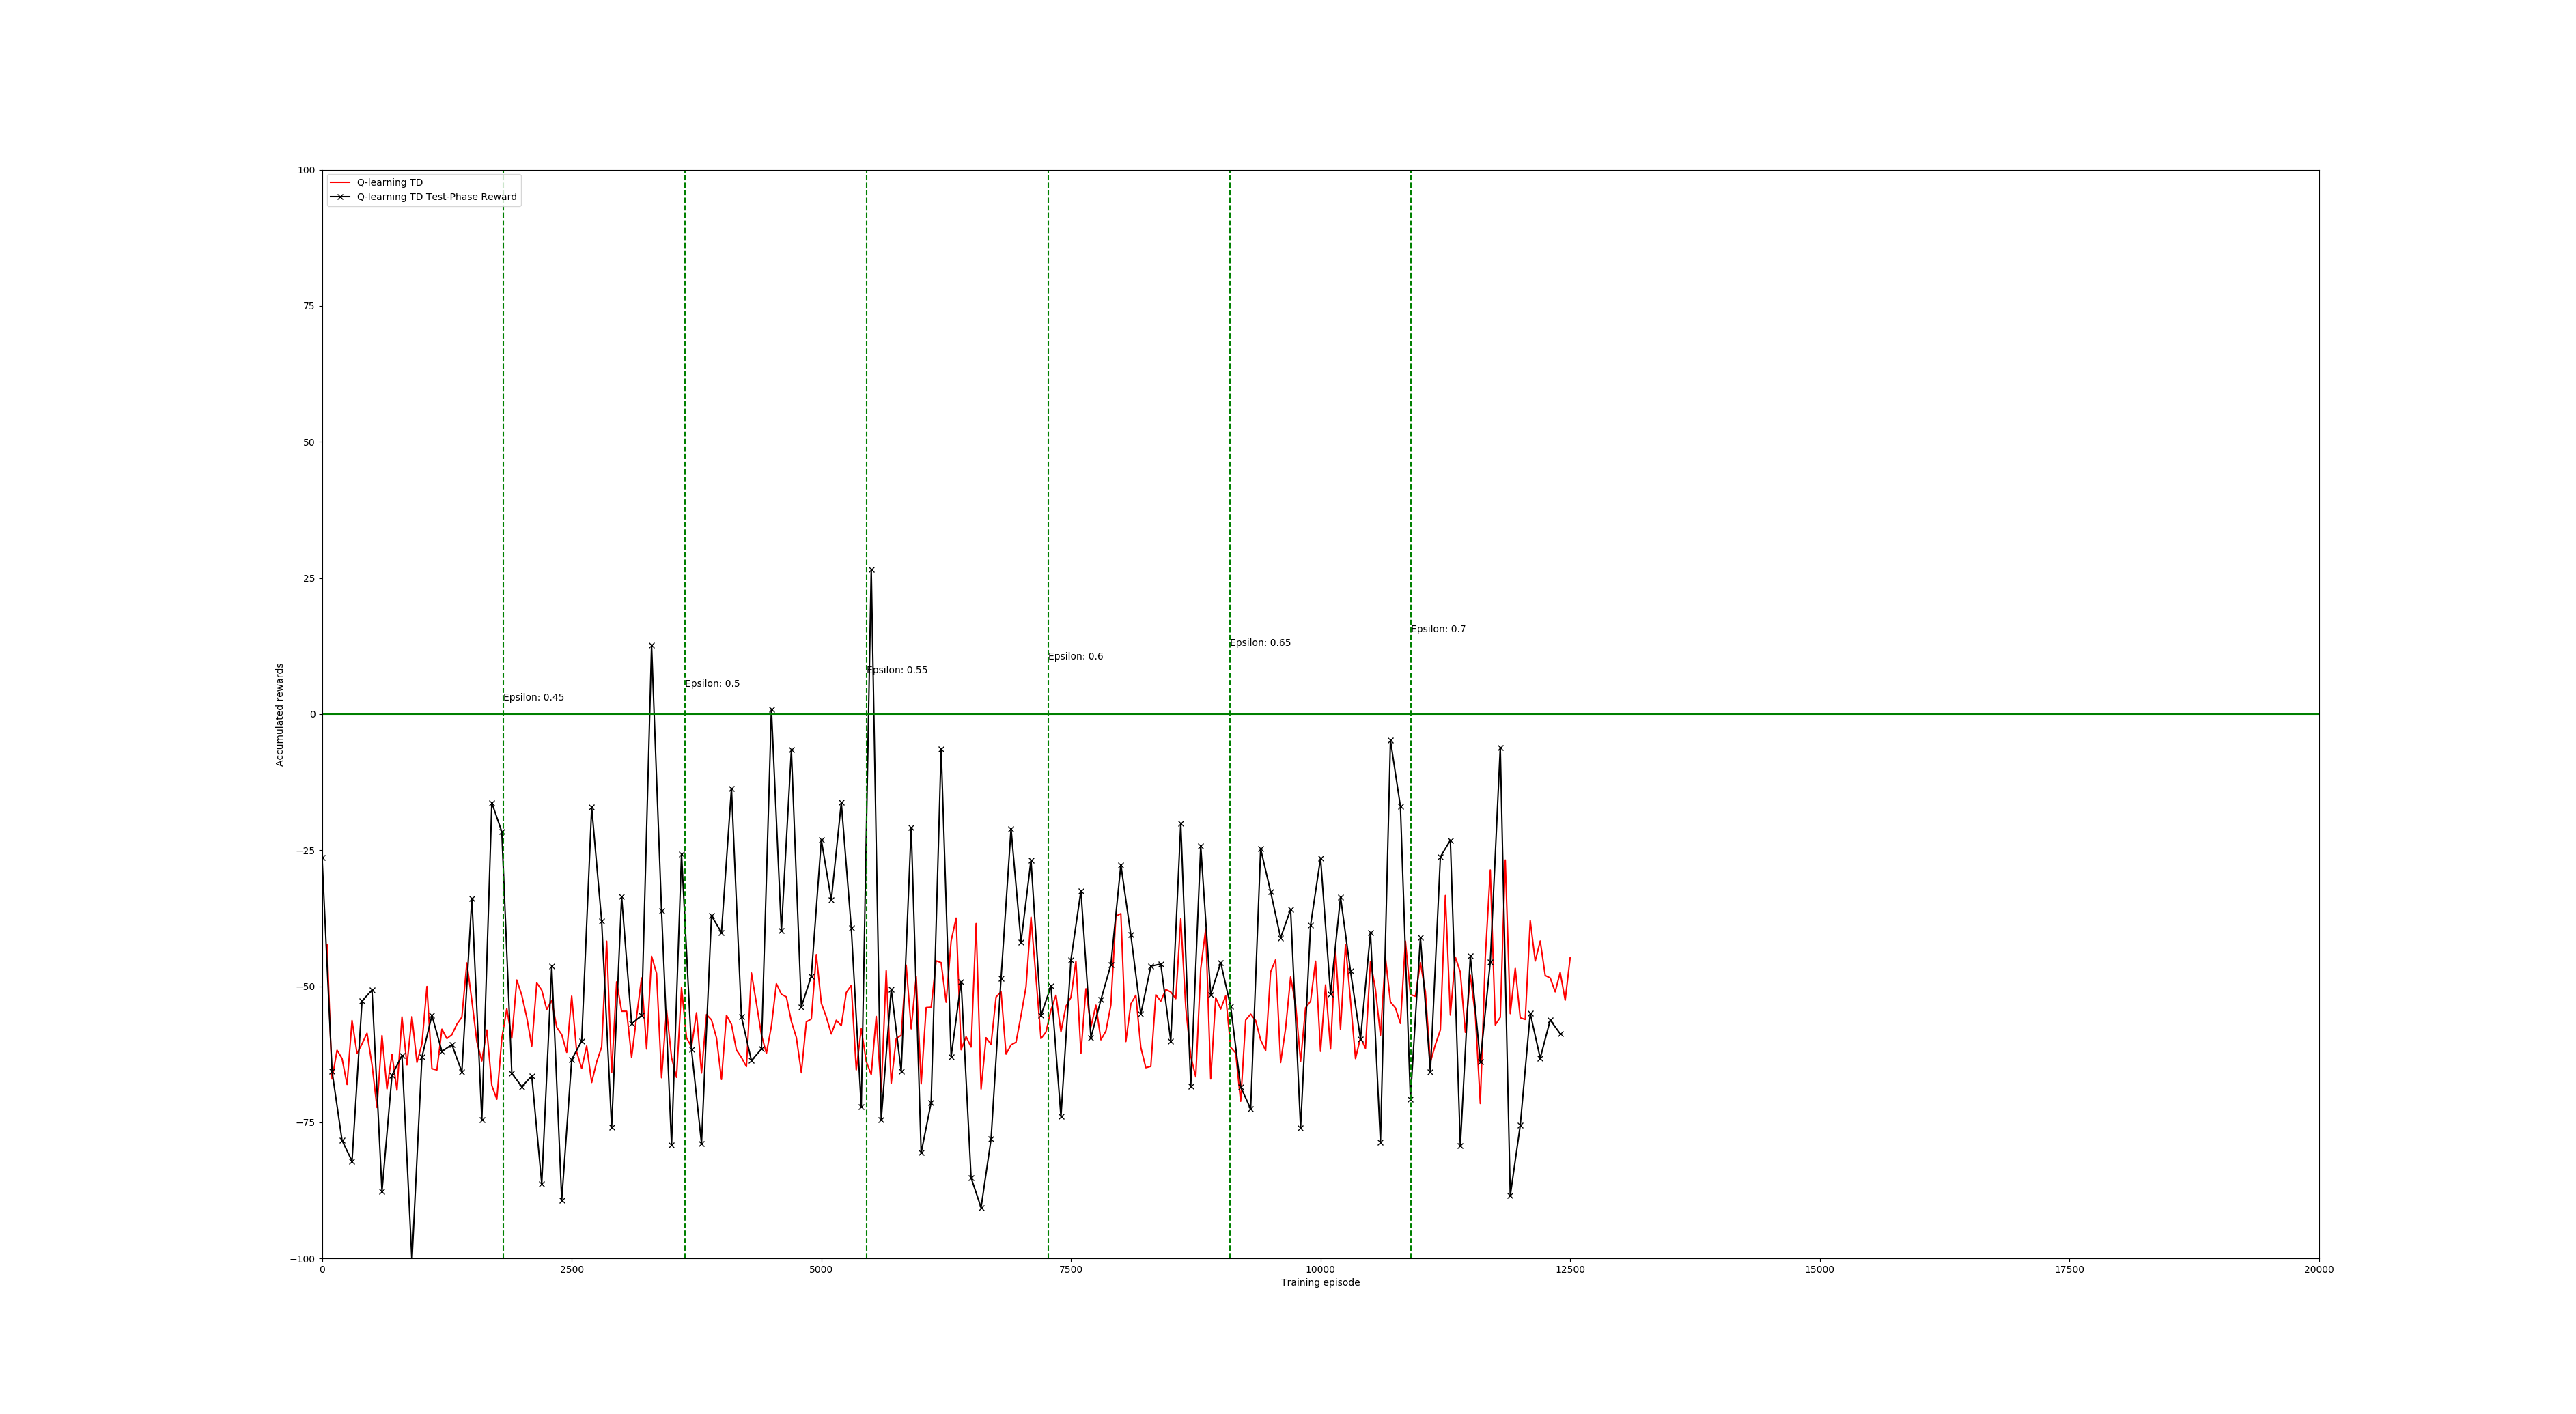 100
Q-learning TD
Q-learning TD Test-Phase Reward
75
50
25
Epsilon: 0.7
Epsilon: 0.65
Epsilon: 0.6
Epsilon: 0.55
Epsilon: 0.5
Epsilon: 0.45
0
Accumulated rewards
−25
−50
−75
−100
0 2500 5000 7500 10000 12500 15000 17500 20000
Training episode